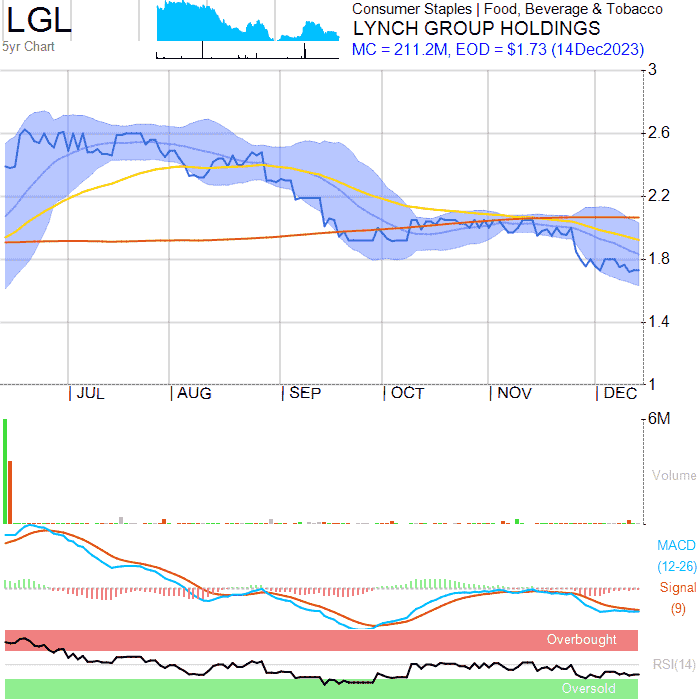 LGL
5yr Chart
Consumer Staples | Food, Beverage & Tobacco
LYNCH GROUP HOLDINGS
MC = 211.2M, EOD = $1.73 (14Dec2023)
3
2.6
2.2
1.8
1.4
1
JUL AUG SEP OCT NOV DEC
6M
Volume
MACD
(12-26)
Signal
(9)
Overbought
RSI(14)
Oversold